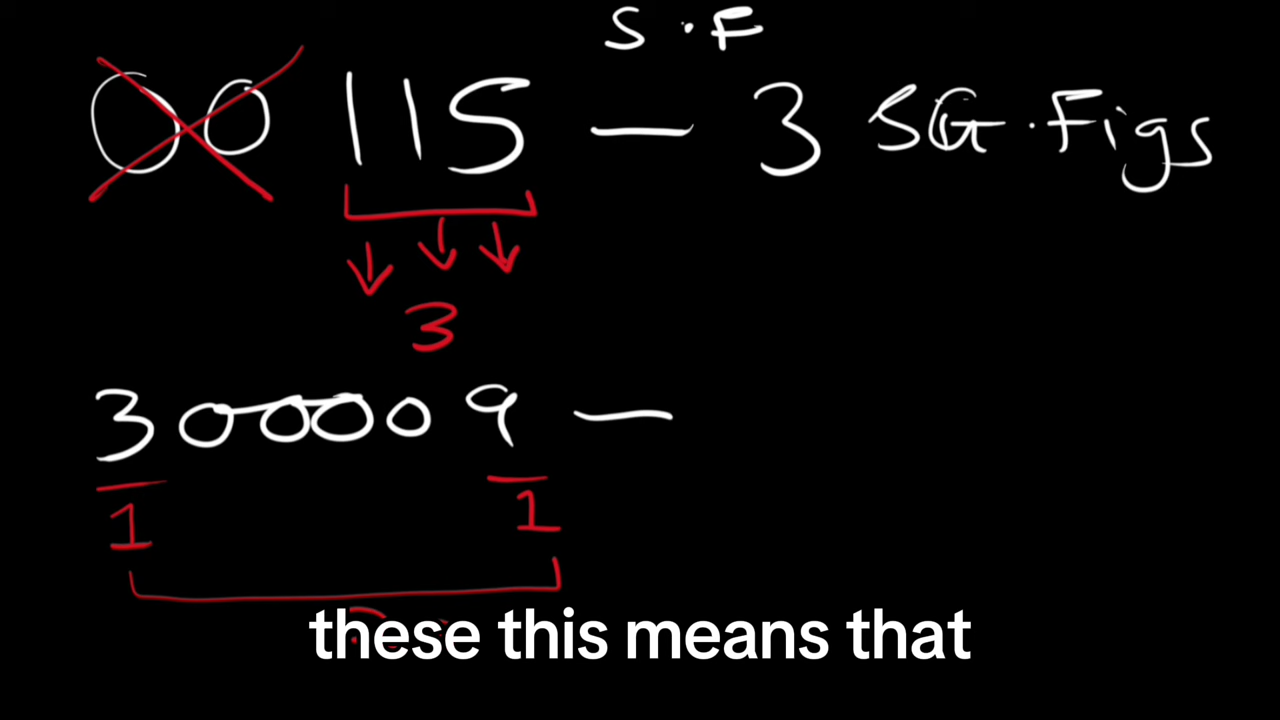 S.F
00 115 — 3 SG.Figs
3
300009 —
1 1
these this means that